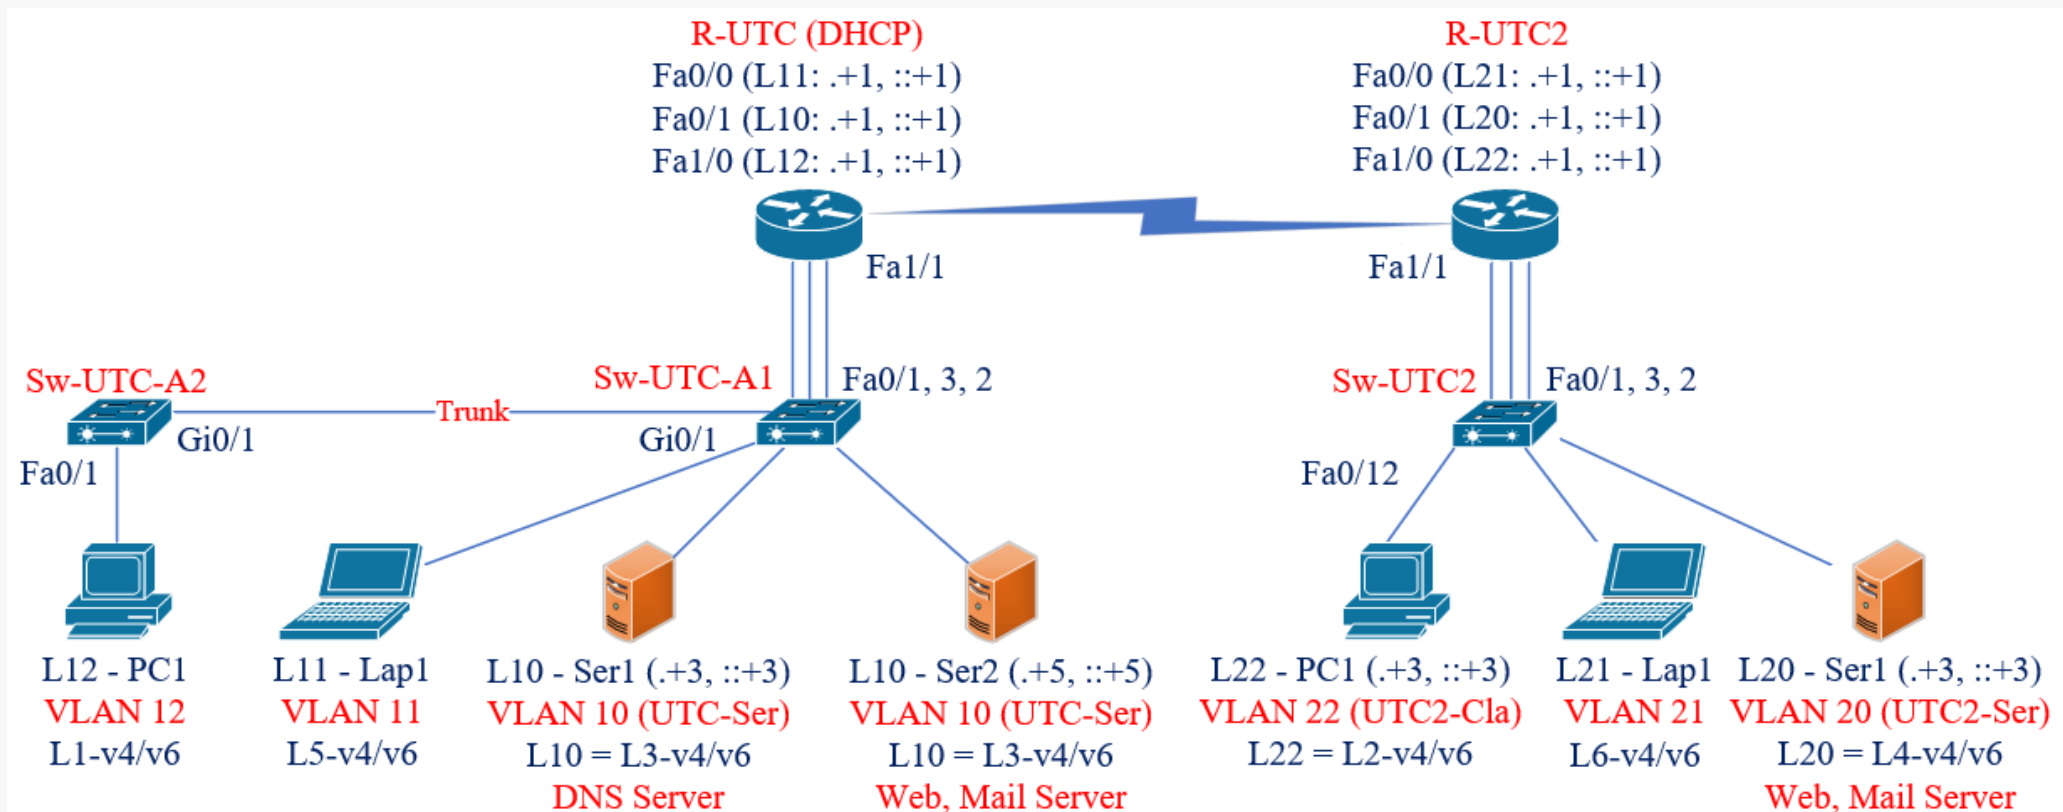 R-UTC (DHCP)
Fa0/0 (L11: .+1, ::+1)
Fa0/1 (L10: .+1, ::+1)
Fa1/0 (L12: .+1, ::+1)
R-UTC2
Fa0/0 (L21: .+1, ::+1)
Fa0/1 (L20: .+1, ::+1)
Fa1/0 (L22: .+1, ::+1)
Fa1/1
Fa1/1
Sw-UTC-A2
Trunk
Sw-UTC-A1
Fa0/1, 3, 2
Sw-UTC2
Fa0/1, 3, 2
Gi0/1
Gi0/1
Fa0/1
Fa0/12
L12 - PC1
VLAN 12
L1-v4/v6
L11 - Lap1
VLAN 11
L5-v4/v6
L10 - Ser1 (.+3, ::+3)
VLAN 10 (UTC-Ser)
L10 = L3-v4/v6
DNS Server
L10 - Ser2 (.+5, ::+5)
VLAN 10 (UTC-Ser)
L10 = L3-v4/v6
Web, Mail Server
L22 - PC1 (.+3, ::+3)
VLAN 22 (UTC2-Cla)
L22 = L2-v4/v6
L21 - Lap1
VLAN 21
L6-v4/v6
L20 - Ser1 (.+3, ::+3)
VLAN 20 (UTC2-Ser)
L20 = L4-v4/v6
Web, Mail Server